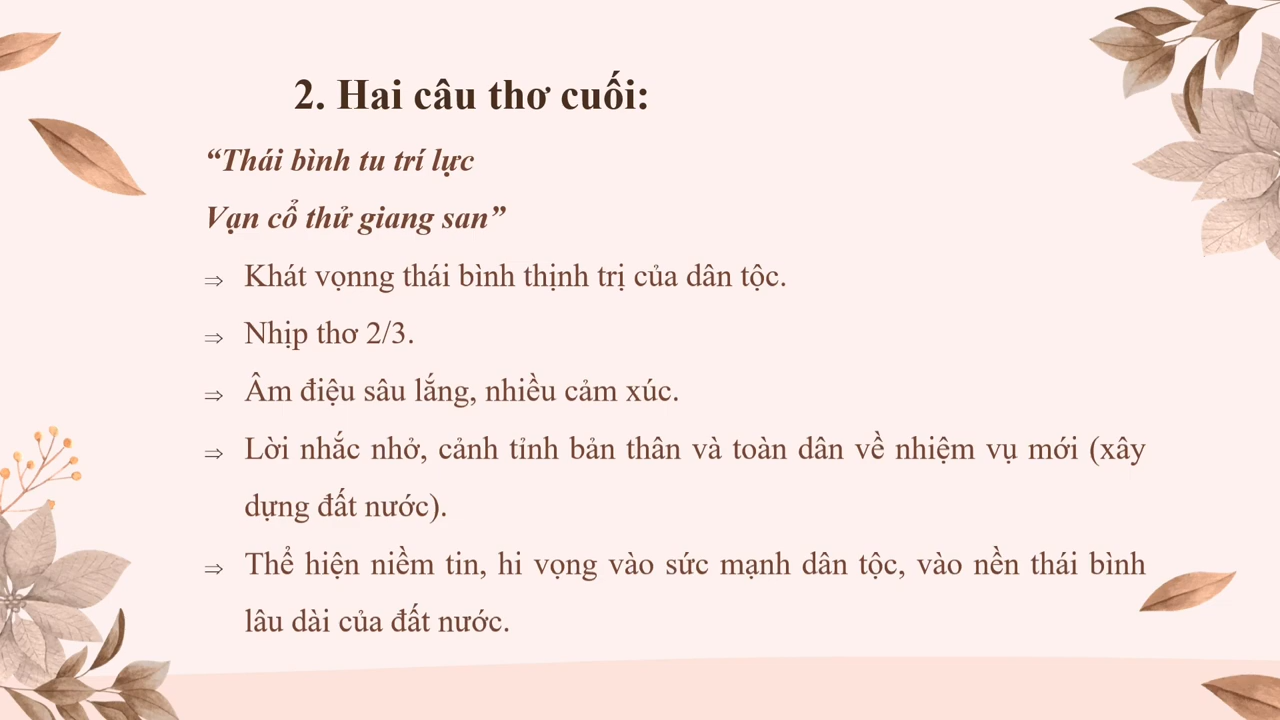 2. Hai câu thơ cuối:
“Thái bình tu trí lực
Vạn cổ thử giang san”
⇒ Khát vọnng thái bình thịnh trị của dân tộc.
⇒ Nhịp thơ 2/3.
⇒ Âm điệu sâu lắng, nhiều cảm xúc.
⇒ Lời nhắc nhở, cảnh tỉnh bản thân và toàn dân về nhiệm vụ mới (xây
dựng đất nước).
⇒ Thể hiện niềm tin, hi vọng vào sức mạnh dân tộc, vào nền thái bình
lâu dài của đất nước.